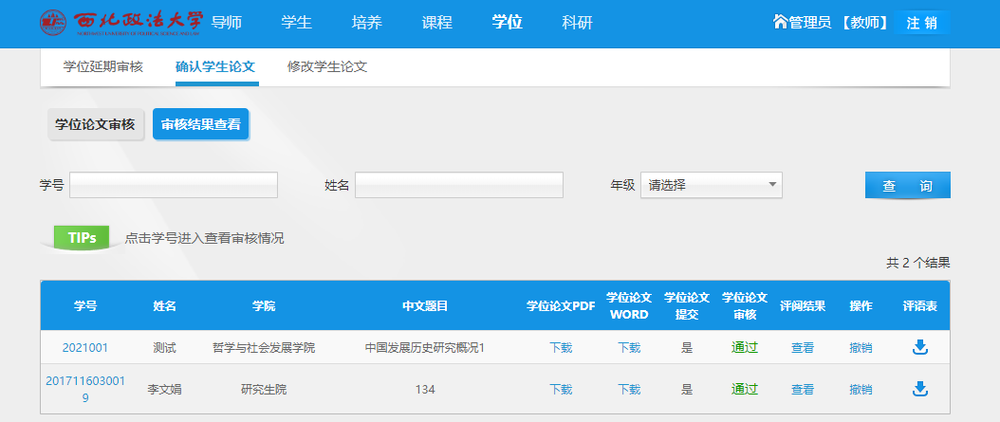 西北政法大学 导师 学生 培养 课程 学位 科研 管理员 【教师】 注 销
学位延期审核 确认学生论文 修改学生论文
学位论文审核 审核结果查看
学号 姓名 年级 请选择 查 询
TIPs 点击学号进入查看审核情况
共 2 个结果
学号 姓名 学院 中文题目 学位论文PDF 学位论文WORD 学位论文提交 学位论文审核 评阅结果 操作 评语表
2021001 测试 哲学与社会发展学院 中国发展历史研究概况1 下载 下载 是 通过 查看 撤销
2017116030019 李文娟 研究生院 134 下载 下载 是 通过 查看 撤销